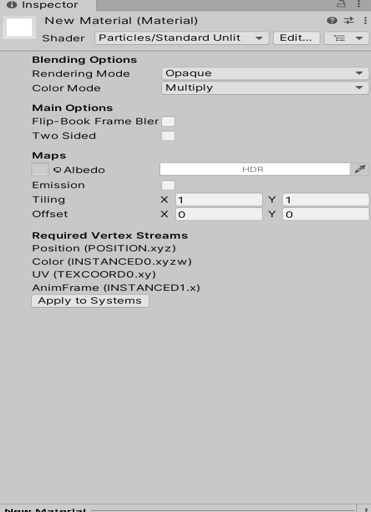 Inspector
New Material (Material)
Shader Particles/Standard Unlit Edit...
Blending Options
Rendering Mode Opaque
Color Mode Multiply
Main Options
Flip-Book Frame Bler
Two Sided
Maps
Albedo HDR
Emission
Tiling X 1 Y 1
Offset X 0 Y 0
Required Vertex Streams
Position (POSITION.xyz)
Color (INSTANCED0.xyzw)
UV (TEXCOORD0.xy)
AnimFrame (INSTANCED1.x)
Apply to Systems
New Material